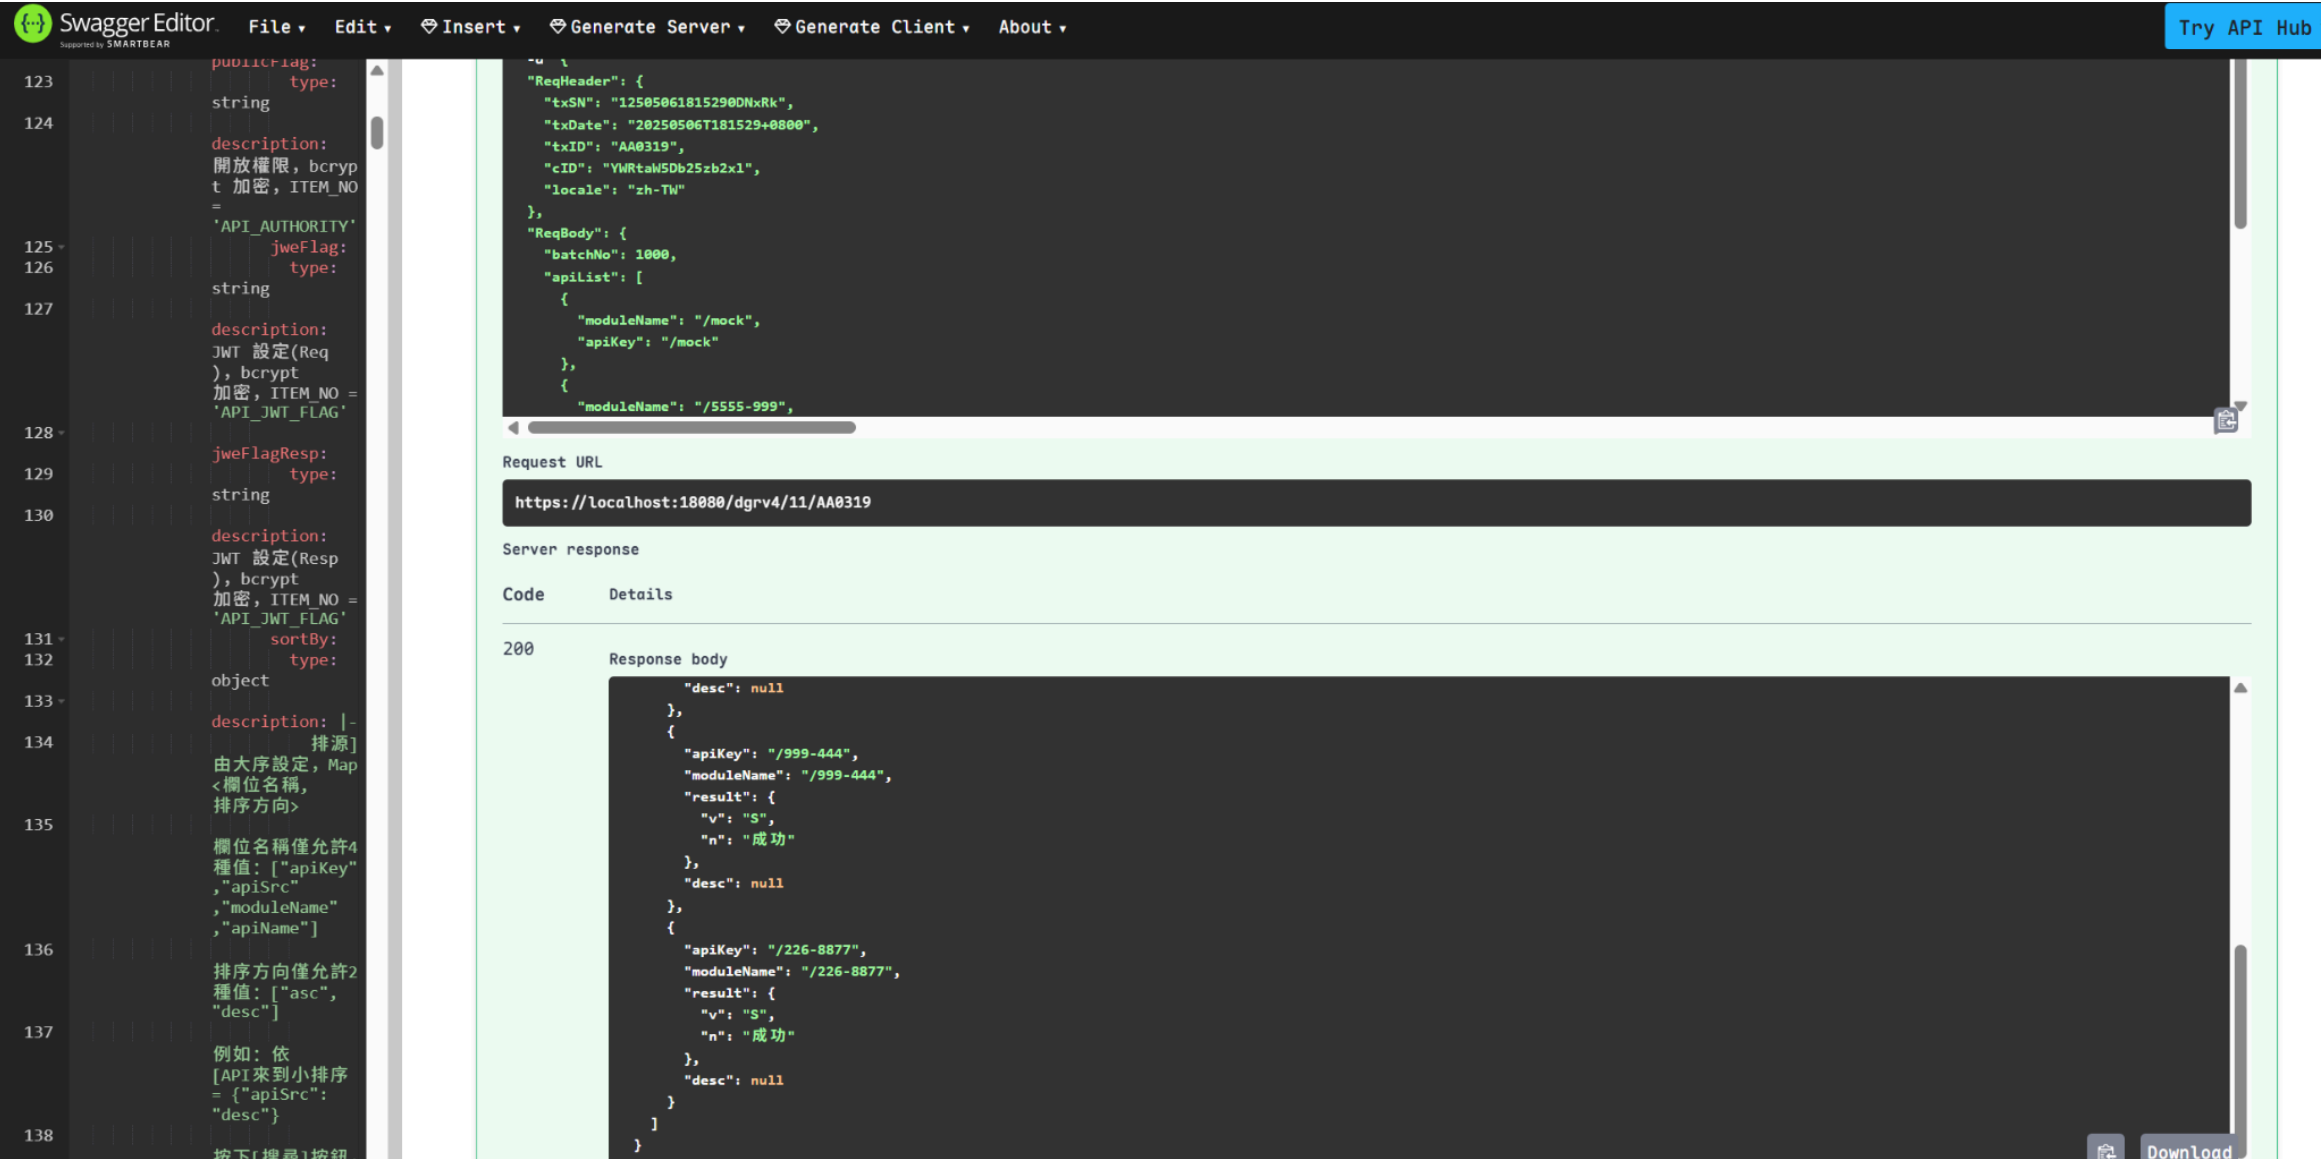 Swagger Editor.
Supported by SMARTBEAR
File
Edit
Insert
Generate Server
Generate Client
About
Try API Hub
publicFlag:
123
type:
string
124
description:
開放權限，bcryp
t 加密，ITEM_NO
=
'API_AUTHORITY'
125
jweFlag:
126
type:
string
127
description:
JWT 設定(Req
)，bcrypt
加密，ITEM_NO =
'API_JWT_FLAG'
128
jweFlagResp:
129
type:
string
130
description:
JWT 設定(Resp
)，bcrypt
加密，ITEM_NO =
'API_JWT_FLAG'
131
sortBy:
132
type:
object
133
description: |-
134
排源]
由大序設定，Map
<欄位名稱，
排序方向>
135
欄位名稱僅允許4
種值：["apiKey"
,"apiSrc"
,"moduleName"
,"apiName"]
136
排序方向僅允許2
種值：["asc",
"desc"]
137
例如：依
[API來到小排序
= {"apiSrc":
"desc"}
138
按下[搜尋]按鈕
-d '{
"ReqHeader": {
"txSN": "12505061815290DNxRk",
"txDate": "20250506T181529+0800",
"txID": "AA0319",
"cID": "YWRtaW5Db25zb2xl",
"locale": "zh-TW"
},
"ReqBody": {
"batchNo": 1000,
"apiList": [
{
"moduleName": "/mock",
"apiKey": "/mock"
},
{
"moduleName": "/5555-999",
Request URL
https://localhost:18080/dgrv4/11/AA0319
Server response
Code Details
200
Response body
"desc": null
},
{
"apiKey": "/999-444",
"moduleName": "/999-444",
"result": {
"v": "S",
"n": "成功"
},
"desc": null
},
{
"apiKey": "/226-8877",
"moduleName": "/226-8877",
"result": {
"v": "S",
"n": "成功"
},
"desc": null
}
]
}
Download